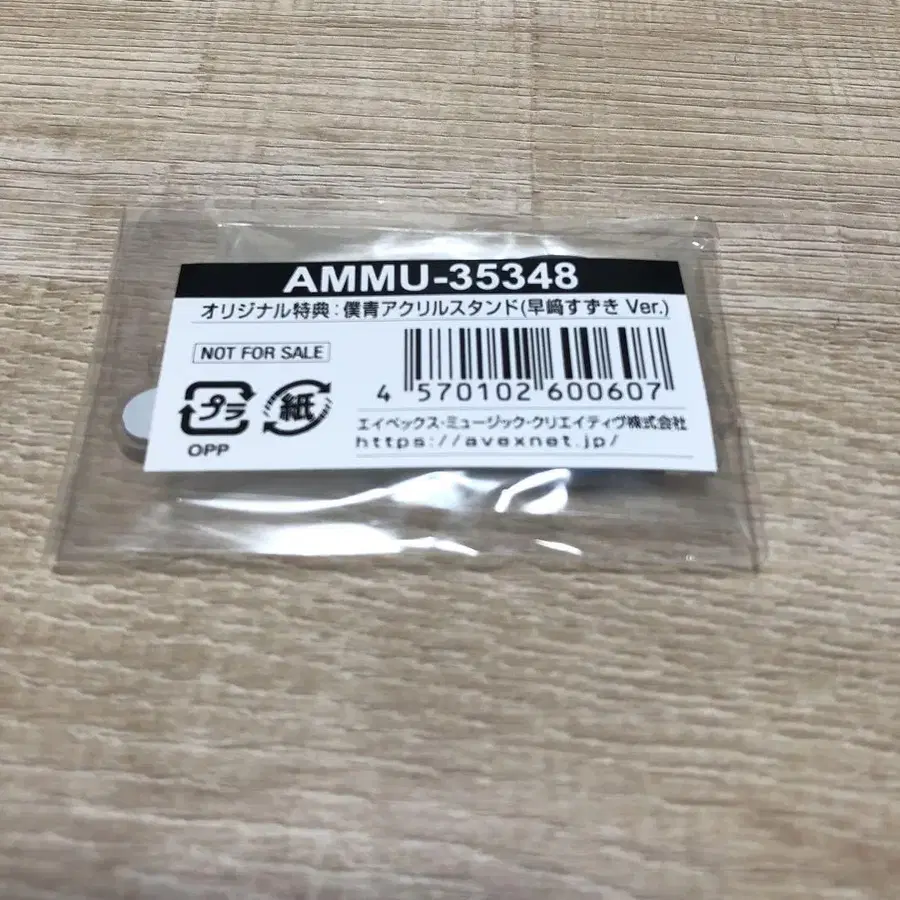 AMMU-35348
オリジナル特典:僕青アクリルスタンド(早﨑すずき Ver.)
NOT FOR SALE
4 570102 600607
プラ
紙
OPP
エイベックス・ミュージック・クリエイティヴ株式会社
https://avexnet.jp/